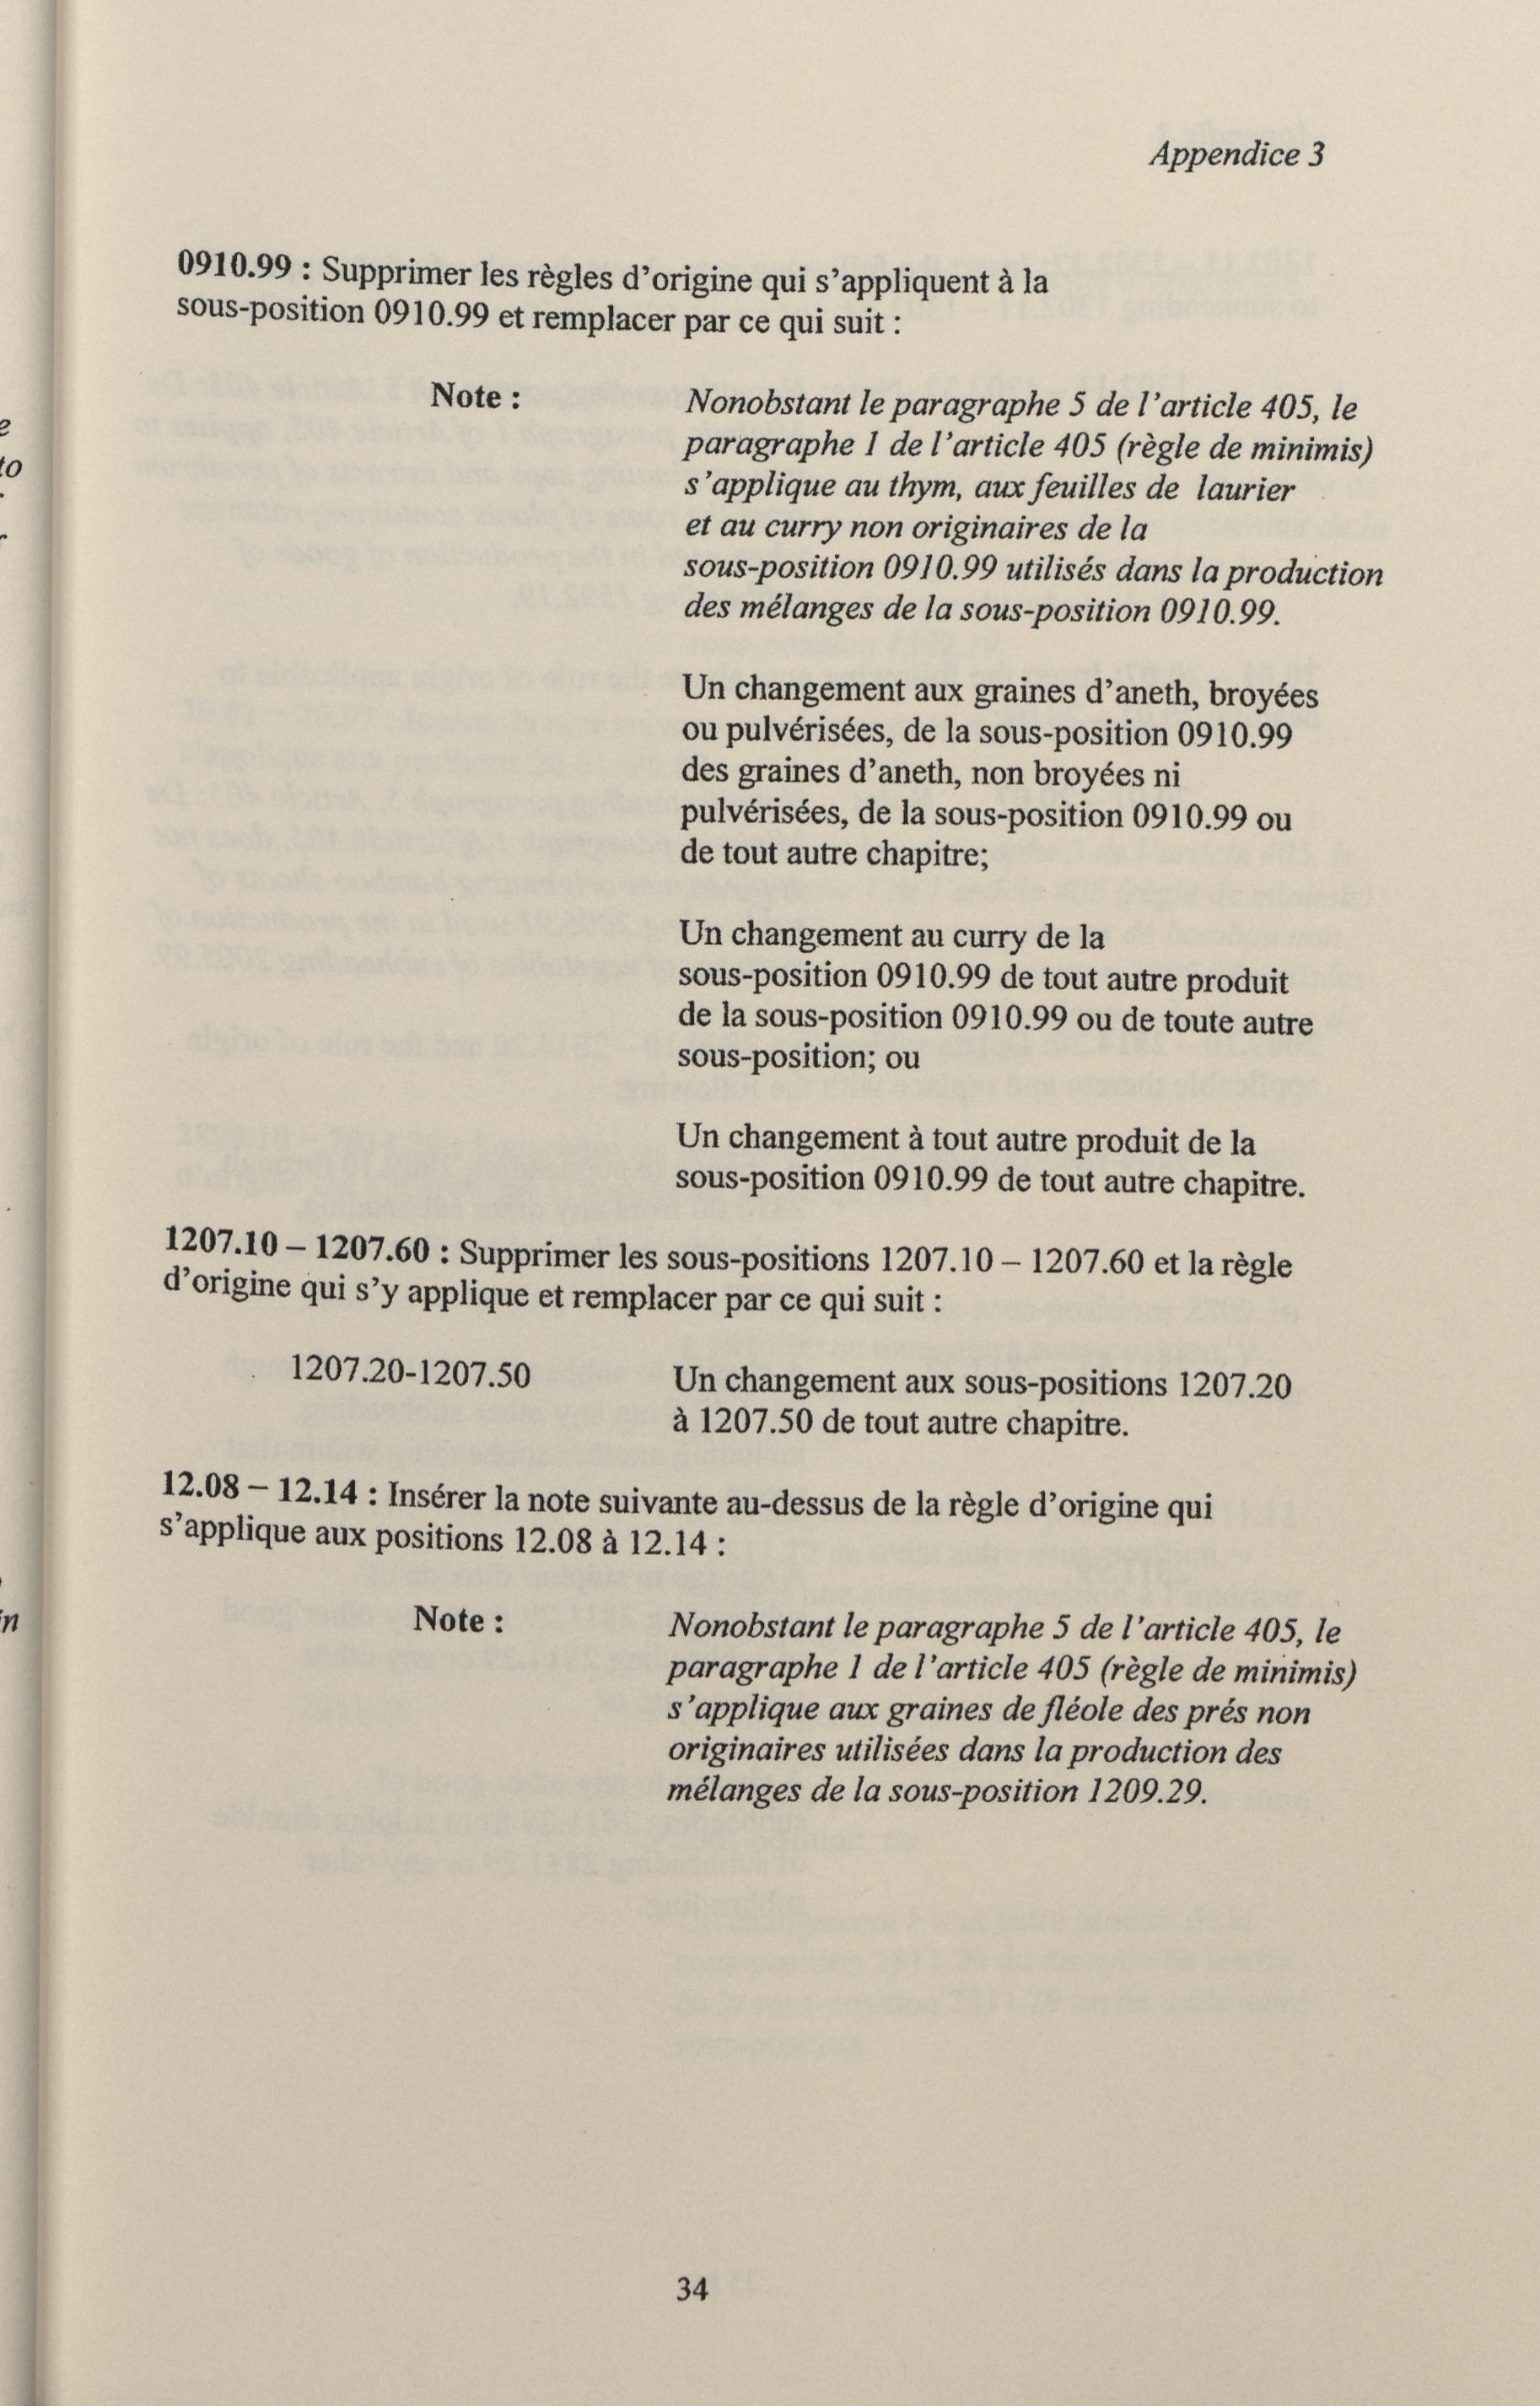 Appendice 3
0910.99 : Supprimer les règles d'origine qui s'appliquent à la
sous-position 0910.99 et remplacer par ce qui suit :
Note :
Nonobstant le paragraphe 5 de l'article 405, le
paragraphe 1 de l'article 405 (règle de minimis)
s'applique au thym, aux feuilles de laurier
et au curry non originaires de la
sous-position 0910.99 utilisés dans la production
des mélanges de la sous-position 0910.99.
Un changement aux graines d'aneth, broyées
ou pulvérisées, de la sous-position 0910.99
des graines d'aneth, non broyées ni
pulvérisées, de la sous-position 0910.99 ou
de tout autre chapitre;
Un changement au curry de la
sous-position 0910.99 de tout autre produit
de la sous-position 0910.99 ou de toute autre
sous-position; ou
Un changement à tout autre produit de la
sous-position 0910.99 de tout autre chapitre.
1207.10 – 1207.60 : Supprimer les sous-positions 1207.10 – 1207.60 et la règle
d'origine qui s'y applique et remplacer par ce qui suit :
1207.20-1207.50
Un changement aux sous-positions 1207.20
à 1207.50 de tout autre chapitre.
12.08 – 12.14 : Insérer la note suivante au-dessus de la règle d'origine qui
s'applique aux positions 12.08 à 12.14 :
Note :
Nonobstant le paragraphe 5 de l'article 405, le
paragraphe 1 de l'article 405 (règle de minimis)
s'applique aux graines de fléole des prés non
originaires utilisées dans la production des
mélanges de la sous-position 1209.29.
34